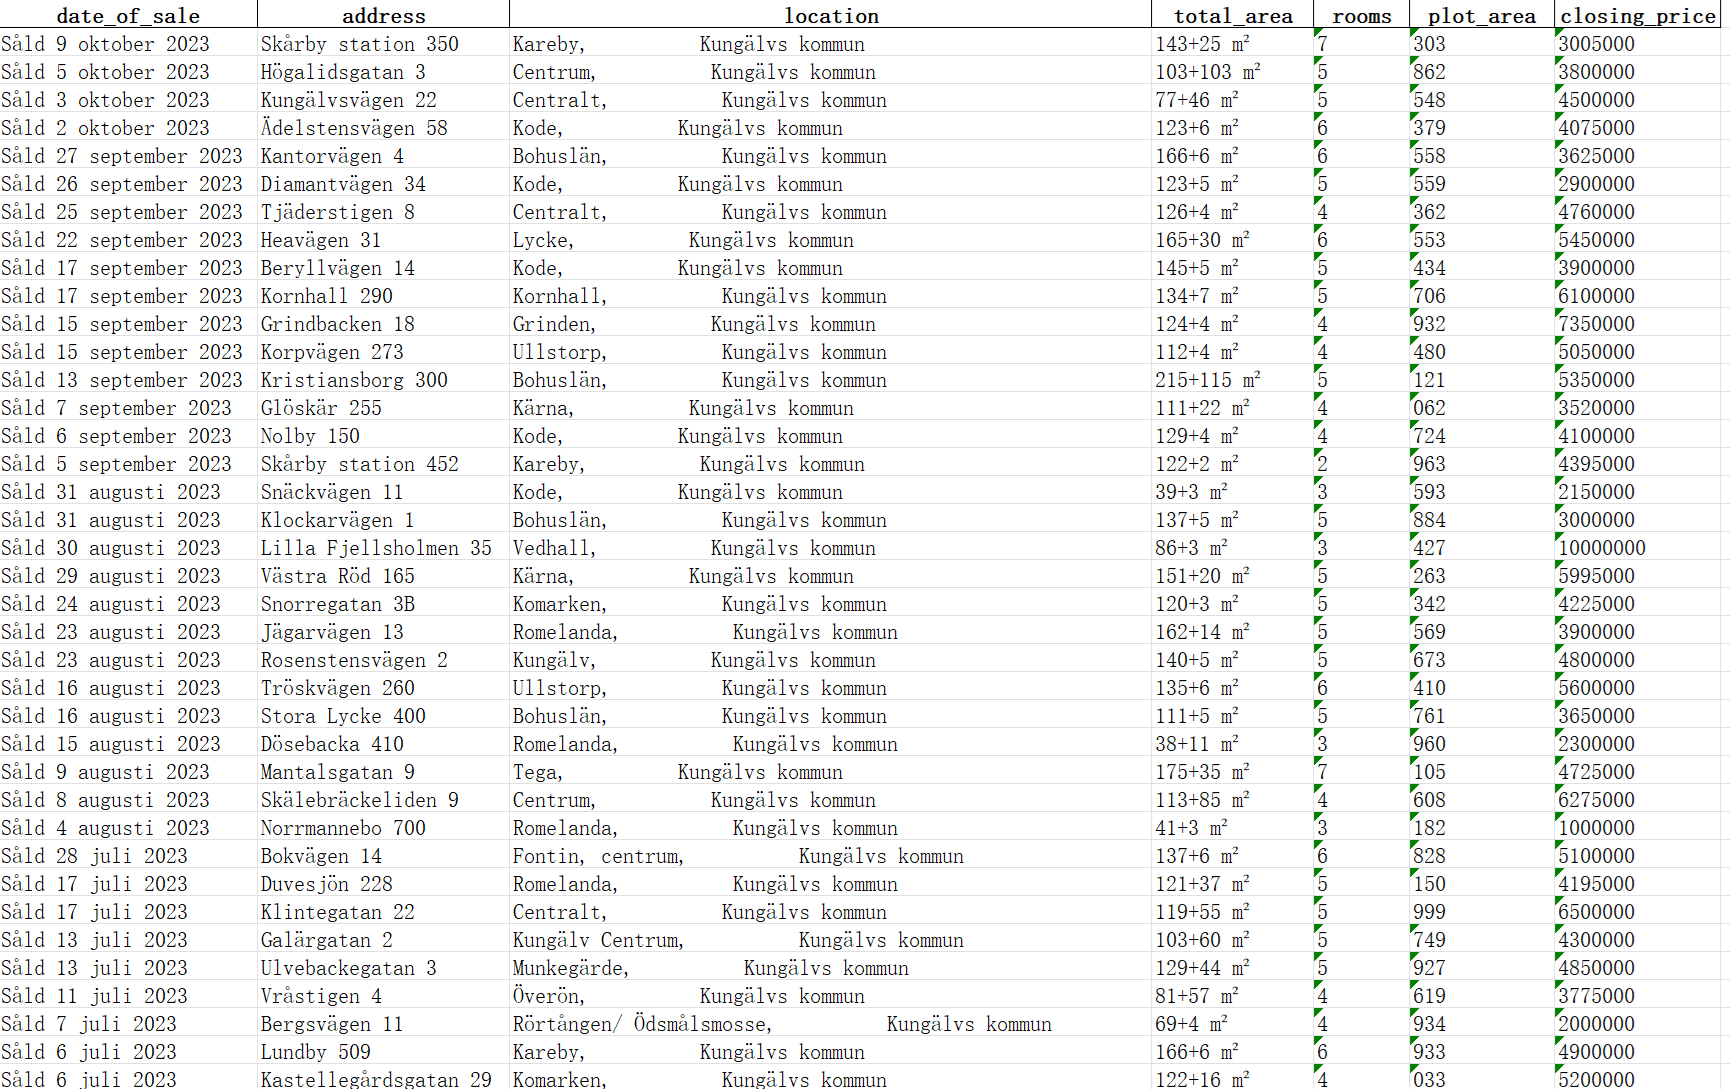 date_of_sale address location total_area rooms plot_area closing_price
Såld 9 oktober 2023 Skårby station 350 Kareby, Kungälvs kommun 143+25 m² 7 303 3005000
Såld 5 oktober 2023 Högalidsgatan 3 Centrum, Kungälvs kommun 103+103 m² 5 862 3800000
Såld 3 oktober 2023 Kungälvsvägen 22 Centralt, Kungälvs kommun 77+46 m² 5 548 4500000
Såld 2 oktober 2023 Ädelstensvägen 58 Kode, Kungälvs kommun 123+6 m² 6 379 4075000
Såld 27 september 2023 Kantorvägen 4 Bohuslän, Kungälvs kommun 166+6 m² 6 558 3625000
Såld 26 september 2023 Diamantvägen 34 Kode, Kungälvs kommun 123+5 m² 5 559 2900000
Såld 25 september 2023 Tjäderstigen 8 Centralt, Kungälvs kommun 126+4 m² 4 362 4760000
Såld 22 september 2023 Heavägen 31 Lycke, Kungälvs kommun 165+30 m² 6 553 5450000
Såld 17 september 2023 Beryllvägen 14 Kode, Kungälvs kommun 145+5 m² 5 434 3900000
Såld 17 september 2023 Kornhall 290 Kornhall, Kungälvs kommun 134+7 m² 5 706 6100000
Såld 15 september 2023 Grindbacken 18 Grinden, Kungälvs kommun 124+4 m² 4 932 7350000
Såld 15 september 2023 Korpvägen 273 Ullstorp, Kungälvs kommun 112+4 m² 4 480 5050000
Såld 13 september 2023 Kristiansborg 300 Bohuslän, Kungälvs kommun 215+115 m² 5 121 5350000
Såld 7 september 2023 Glöskär 255 Kärna, Kungälvs kommun 111+22 m² 4 062 3520000
Såld 6 september 2023 Nolby 150 Kode, Kungälvs kommun 129+4 m² 4 724 4100000
Såld 5 september 2023 Skårby station 452 Kareby, Kungälvs kommun 122+2 m² 2 963 4395000
Såld 31 augusti 2023 Snäckvägen 11 Kode, Kungälvs kommun 39+3 m² 3 593 2150000
Såld 31 augusti 2023 Klockarvägen 1 Bohuslän, Kungälvs kommun 137+5 m² 5 884 3000000
Såld 30 augusti 2023 Lilla Fjellsholmen 35 Vedhall, Kungälvs kommun 86+3 m² 3 427 10000000
Såld 29 augusti 2023 Västra Röd 165 Kärna, Kungälvs kommun 151+20 m² 5 263 5995000
Såld 24 augusti 2023 Snorregatan 3B Komarken, Kungälvs kommun 120+3 m² 5 342 4225000
Såld 23 augusti 2023 Jägarvägen 13 Romelanda, Kungälvs kommun 162+14 m² 5 569 3900000
Såld 23 augusti 2023 Rosenstensvägen 2 Kungälv, Kungälvs kommun 140+5 m² 5 673 4800000
Såld 16 augusti 2023 Tröskvägen 260 Ullstorp, Kungälvs kommun 135+6 m² 6 410 5600000
Såld 16 augusti 2023 Stora Lycke 400 Bohuslän, Kungälvs kommun 111+5 m² 5 761 3650000
Såld 15 augusti 2023 Dösebacka 410 Romelanda, Kungälvs kommun 38+11 m² 3 960 2300000
Såld 9 augusti 2023 Mantalsgatan 9 Tega, Kungälvs kommun 175+35 m² 7 105 4725000
Såld 8 augusti 2023 Skälebräckeliden 9 Centrum, Kungälvs kommun 113+85 m² 4 608 6275000
Såld 4 augusti 2023 Norrmannebo 700 Romelanda, Kungälvs kommun 41+3 m² 3 182 1000000
Såld 28 juli 2023 Bokvägen 14 Fontin, centrum, Kungälvs kommun 137+6 m² 6 828 5100000
Såld 17 juli 2023 Duvesjön 228 Romelanda, Kungälvs kommun 121+37 m² 5 150 4195000
Såld 17 juli 2023 Klintegatan 22 Centralt, Kungälvs kommun 119+55 m² 5 999 6500000
Såld 13 juli 2023 Galärgatan 2 Kungälv Centrum, Kungälvs kommun 103+60 m² 5 749 4300000
Såld 13 juli 2023 Ulvebackegatan 3 Munkegärde, Kungälvs kommun 129+44 m² 5 927 4850000
Såld 11 juli 2023 Vråstigen 4 Överön, Kungälvs kommun 81+57 m² 4 619 3775000
Såld 7 juli 2023 Bergsvägen 11 Rörtången/ Ödsmålsmosse, Kungälvs kommun 69+4 m² 4 934 2000000
Såld 6 juli 2023 Lundby 509 Kareby, Kungälvs kommun 166+6 m² 6 933 4900000
Såld 6 juli 2023 Kastellegårdsgatan 29 Komarken, Kungälvs kommun 122+16 m² 4 033 5200000